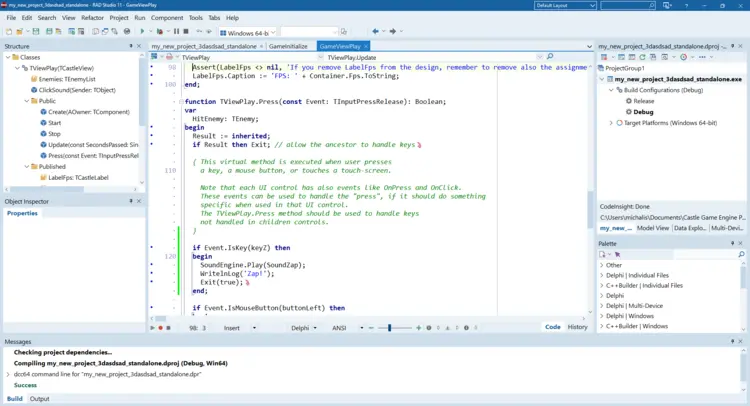 my_new_project_3dasdsad_standalone - RAD Studio 11 - GameViewPlay
Default Layout
File Edit Search View Refactor Project Run Component Tools Tabs Help
Windows 64-bit
Structure
Classes
TViewPlay(TCastleView)
Enemies: TEnemyList
ClickSound(Sender: TObject)
Public
Create(AOwner: TComponent)
Start
Stop
Update(const SecondsPassed: Sin
Press(const Event: TInputPressRele
Published
LabelFps: TCastleLabel
Object Inspector
Properties
my_new_project_3dasdsad_standalone
GameInitialize
GameViewPlay
TViewPlay
TViewPlay.Update
98
Assert(LabelFps <> nil, 'If you remove LabelFps from the design, remember to remove also the assignme
LabelFps.Caption := 'FPS: ' + Container.Fps.ToString;
100
end;
function TViewPlay.Press(const Event: TInputPressRelease): Boolean;
var
HitEnemy: TEnemy;
begin
Result := inherited;
if Result then Exit; // allow the ancestor to handle keys
{ This virtual method is executed when user presses
110
a key, a mouse button, or touches a touch-screen.
Note that each UI control has also events like OnPress and OnClick.
These events can be used to handle the "press", if it should do something
specific when used in that UI control.
The TViewPlay.Press method should be used to handle keys
not handled in children controls.
}
if Event.IsKey(keyZ) then
120
begin
SoundEngine.Play(SoundZap);
WritelnLog('Zap!');
Exit(true);
end;
if Event.IsMouseButton(buttonLeft) then
98: 3
Insert
Delphi
ANSI
Code
History
my_new_project_3dasdsad_standalone.dproj
ProjectGroup1
my_new_project_3dasdsad_standalone.exe
Build Configurations (Debug)
Release
Debug
Target Platforms (Windows 64-bit)
CodeInsight: Done.
C:\Users\michalis\Documents\Castle Game Engine P
my_new_... Model View Data Explo... Multi-Devi...
Palette
Other
Delphi | Individual Files
C++Builder | Individual Files
Delphi
Delphi | Multi-Device
Delphi | Windows
C++Builder | Windows
Messages
Checking project dependencies...
Compiling my_new_project_3dasdsad_standalone.dproj (Debug, Win64)
dcc64 command line for "my_new_project_3dasdsad_standalone.dpr"
Success
Build
Output